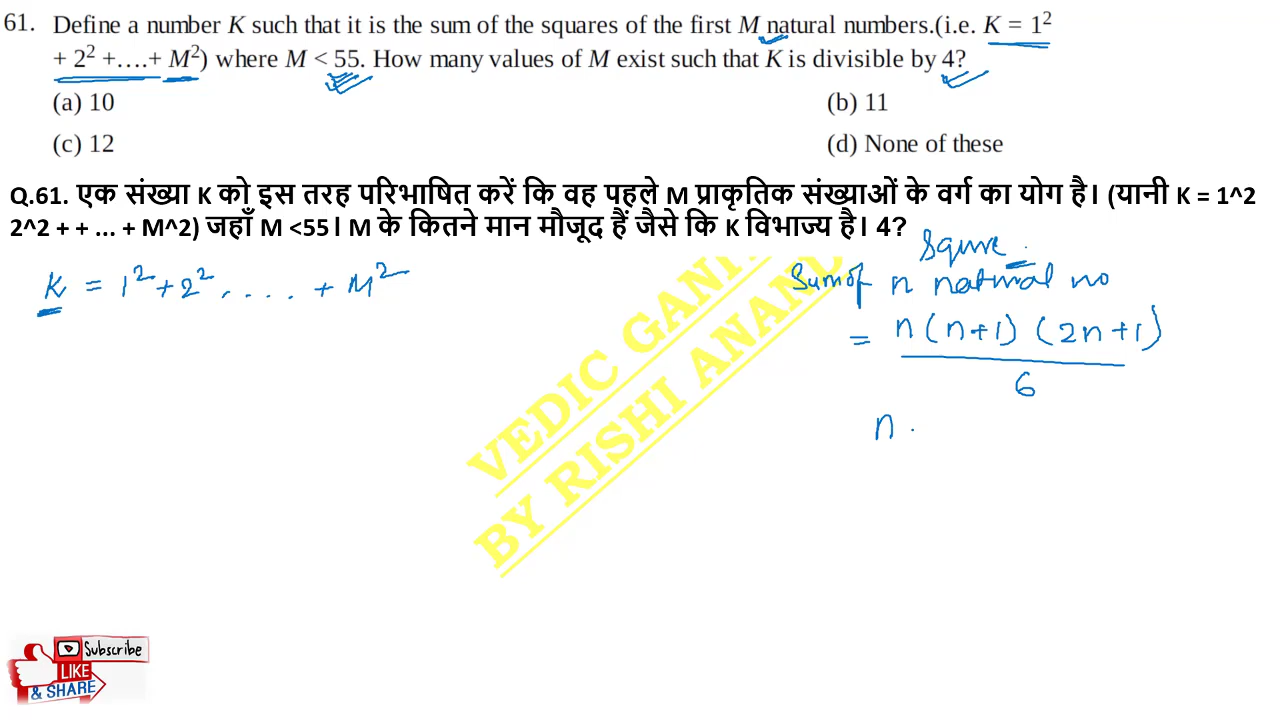 61. Define a number K such that it is the sum of the squares of the first M natural numbers.(i.e. K = 1²
+ 2² +….+ M²) where M < 55. How many values of M exist such that K is divisible by 4?
(a) 10 (b) 11
(c) 12 (d) None of these
Q.61. एक संख्या K को इस तरह परिभाषित करें कि वह पहले M प्राकृतिक संख्याओं के वर्ग का योग है। (यानी K = 1^2
2^2 + + ... + M^2) जहाँ M <55। M के कितने मान मौजूद हैं जैसे कि K विभाज्य है। 4?
Squre
K = 1² + 2² , .... + M² Sum of n natural no
= n (n+1) (2n+1)
6
n .
VEDIC GANIT
BY RISHI ANAND
Subscribe
LIKE
& SHARE